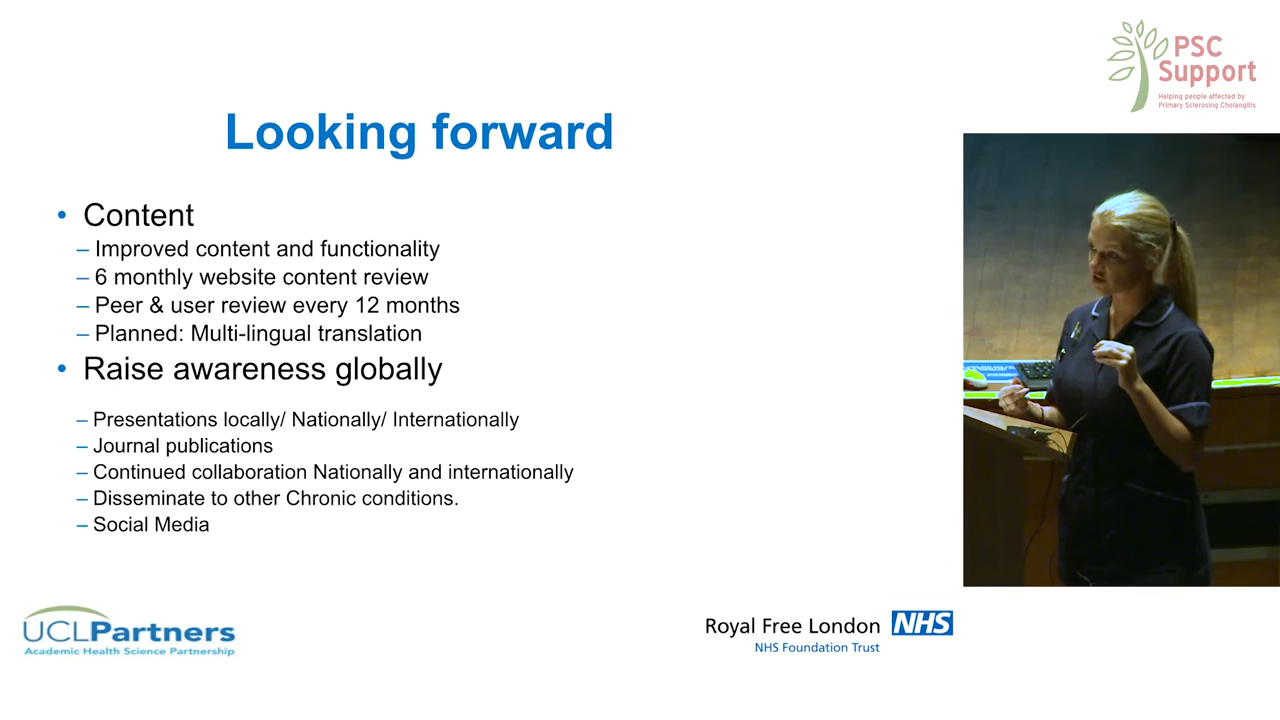 PSC
Support
Helping people affected by
Primary Sclerosing Cholangitis
Looking forward
• Content
– Improved content and functionality
– 6 monthly website content review
– Peer & user review every 12 months
– Planned: Multi-lingual translation
• Raise awareness globally
– Presentations locally/ Nationally/ Internationally
– Journal publications
– Continued collaboration Nationally and internationally
– Disseminate to other Chronic conditions.
– Social Media
UCLPartners
Academic Health Science Partnership
Royal Free London NHS
NHS Foundation Trust